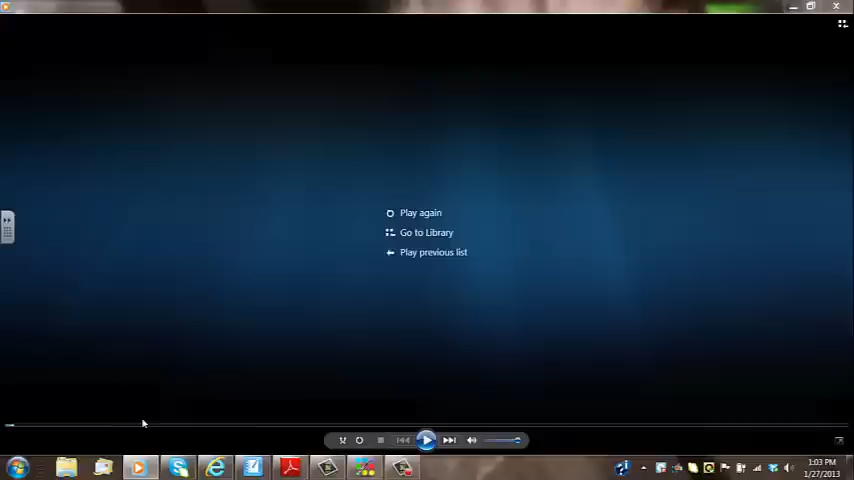 Play again
Go to Library
Play previous list
1:03 PM
1/27/2013